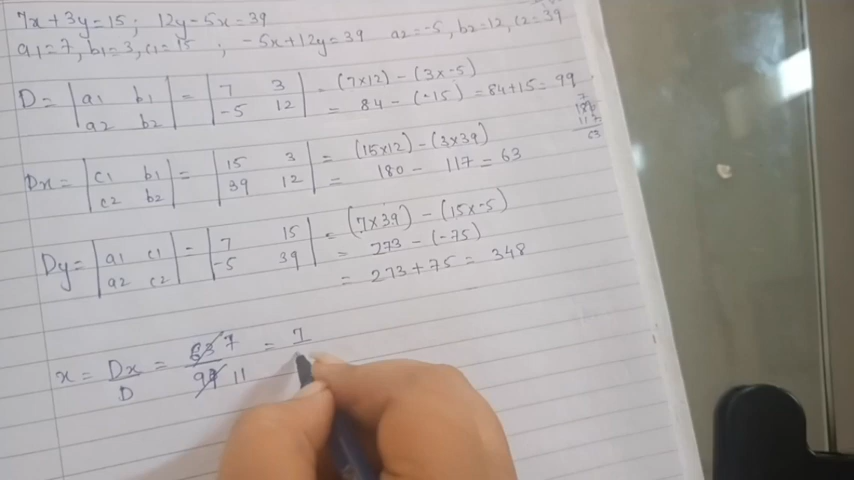 7x+3y=15; 12y-5x=39
a1=7, b1=3, c1=15 ; -5x+12y=39 a2=-5, b2=12, c2=39
D= | a1 b1 | = | 7 3 | = (7x12) - (3x-5)
| a2 b2 | | -5 12 | = 84 - (-15) = 84+15 = 99
Dx = | c1 b1 | = | 15 3 | = (15x12) - (3x39)
| c2 b2 | | 39 12 | = 180 - 117 = 63
Dy = | a1 c1 | = | 7 15 | = (7x39) - (15x-5)
| a2 c2 | | -5 39 | = 273 - (-75)
= 273+75 = 348
x = Dx = 63 7 = 7
D 99 11
117
63